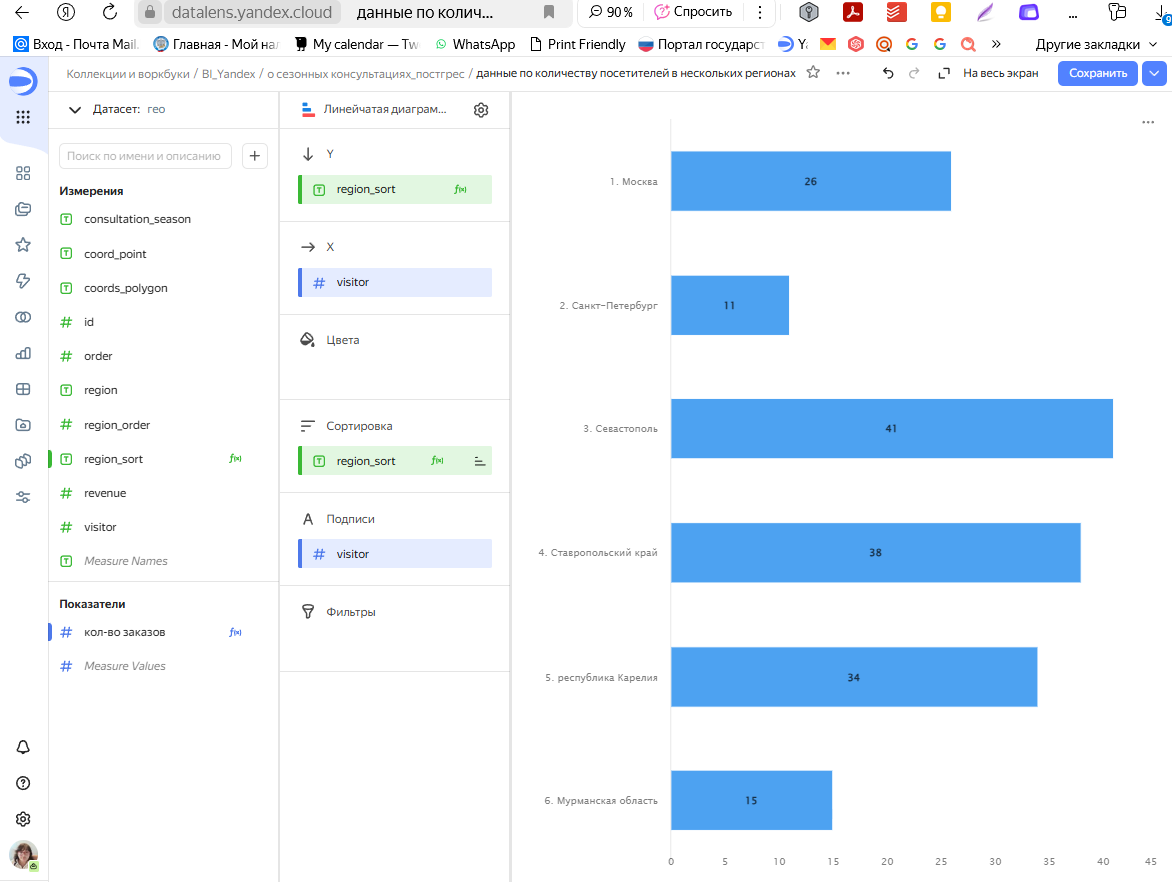 datalens.yandex.cloud данные по колич... 90 % Спросить
Вход - Почта Mail. Главная - Мой нал My calendar — Tw WhatsApp Print Friendly Портал государст Ya » Другие закладки
Коллекции и воркбуки / BI_Yandex / о сезонных консультациях_постгрес / данные по количеству посетителей в нескольких регионах На весь экран Сохранить
Датасет: гео
Поиск по имени и описанию
Измерения
consultation_season
coord_point
coords_polygon
id
order
region
region_order
region_sort
revenue
visitor
Measure Names
Показатели
кол-во заказов
Measure Values
Линейчатая диаграм...
Y
region_sort
X
visitor
Цвета
Сортировка
region_sort
Подписи
visitor
Фильтры
1. Москва 26
2. Санкт-Петербург 11
3. Севастополь 41
4. Ставропольский край 38
5. республика Карелия 34
6. Мурманская область 15
0 5 10 15 20 25 30 35 40 45